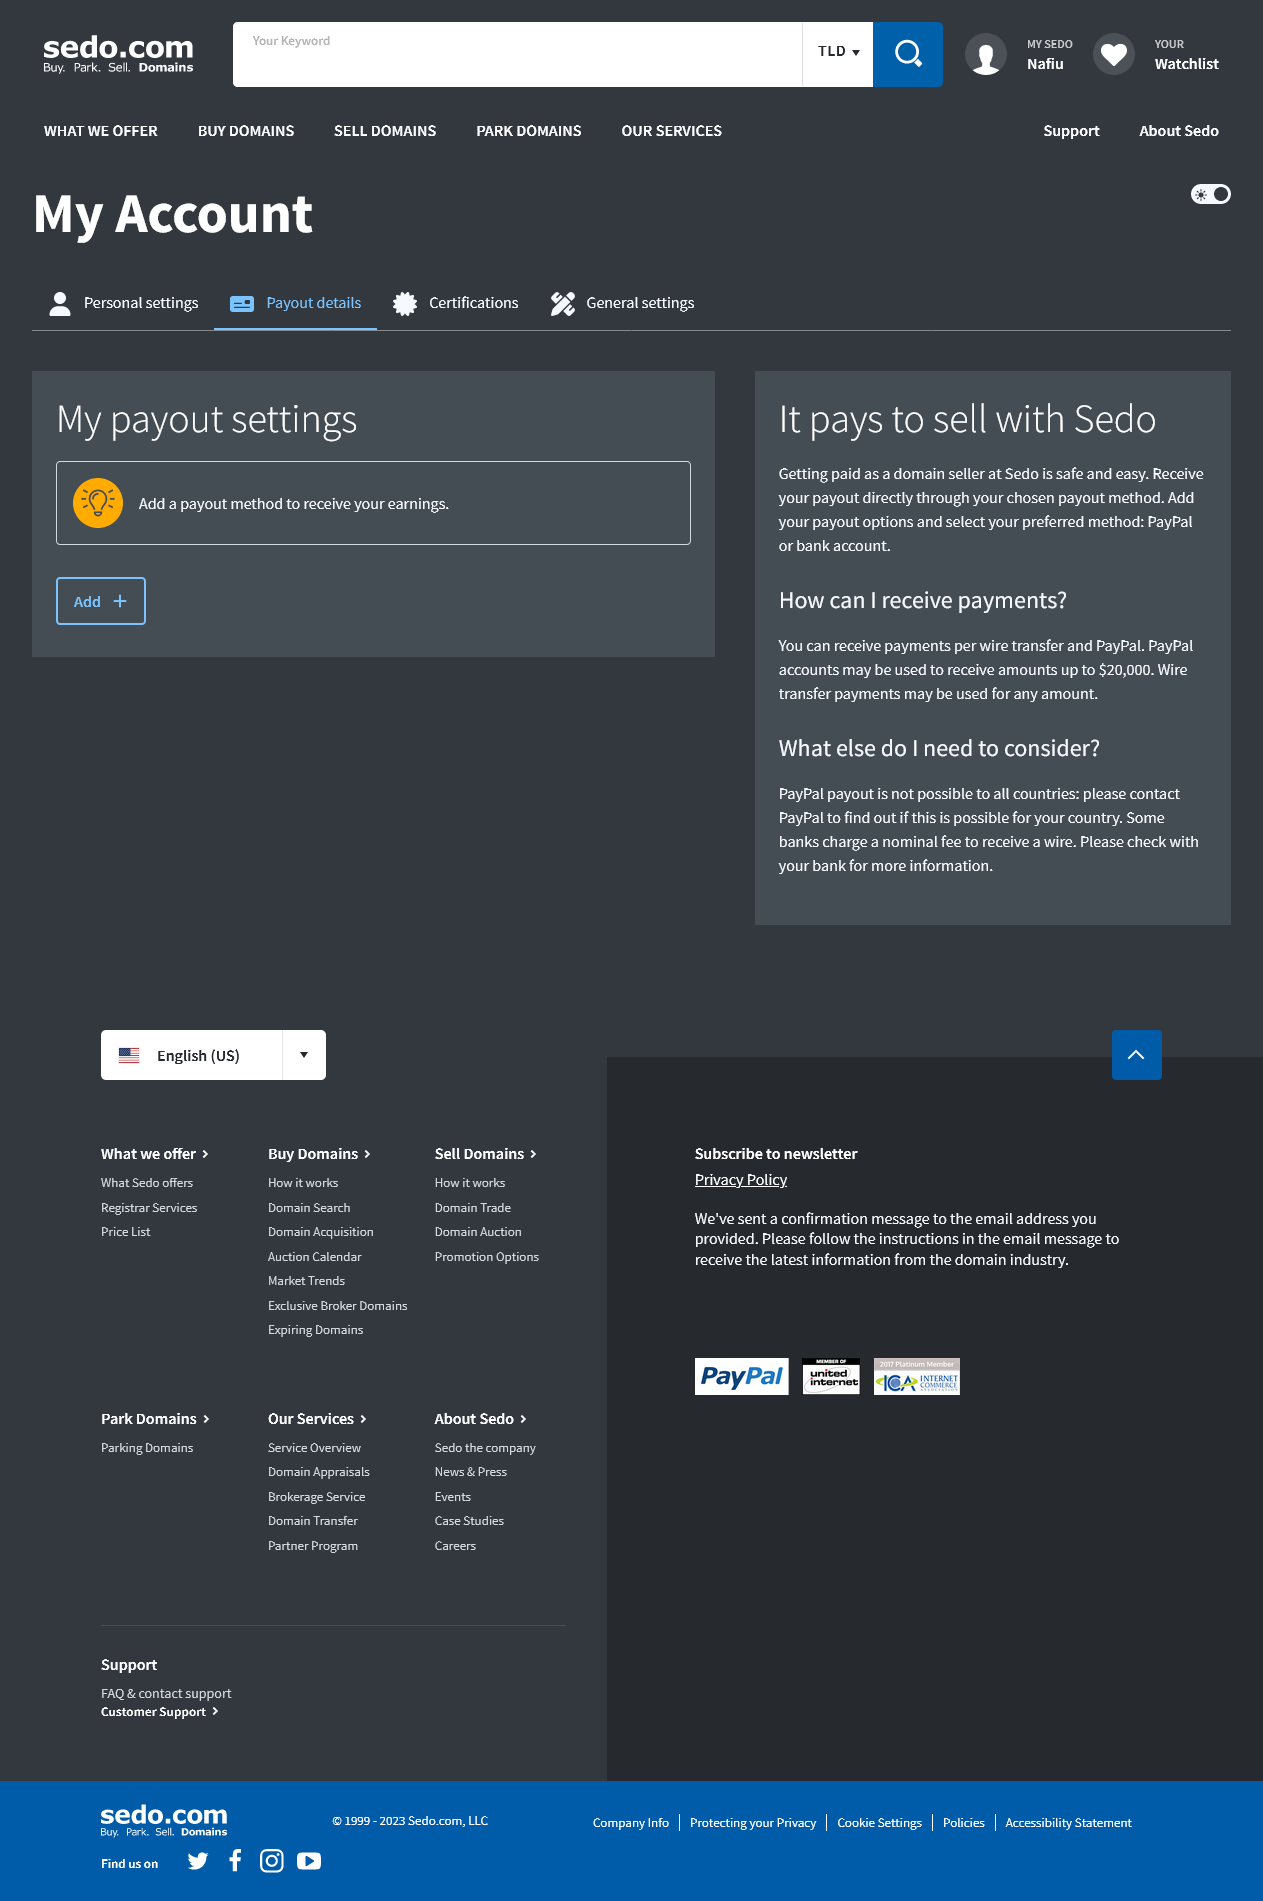 sedo.com
Buy. Park. Sell. Domains
Your Keyword
TLD
MY SEDO
Nafiu
YOUR
Watchlist
WHAT WE OFFER
BUY DOMAINS
SELL DOMAINS
PARK DOMAINS
OUR SERVICES
Support
About Sedo
My Account
Personal settings
Payout details
Certifications
General settings
My payout settings
Add a payout method to receive your earnings.
Add +
It pays to sell with Sedo
Getting paid as a domain seller at Sedo is safe and easy. Receive
your payout directly through your chosen payout method. Add
your payout options and select your preferred method: PayPal
or bank account.
How can I receive payments?
You can receive payments per wire transfer and PayPal. PayPal
accounts may be used to receive amounts up to $20,000. Wire
transfer payments may be used for any amount.
What else do I need to consider?
PayPal payout is not possible to all countries: please contact
PayPal to find out if this is possible for your country. Some
banks charge a nominal fee to receive a wire. Please check with
your bank for more information.
English (US)
What we offer
What Sedo offers
Registrar Services
Price List
Buy Domains
How it works
Domain Search
Domain Acquisition
Auction Calendar
Market Trends
Exclusive Broker Domains
Expiring Domains
Sell Domains
How it works
Domain Trade
Domain Auction
Promotion Options
Park Domains
Parking Domains
Our Services
Service Overview
Domain Appraisals
Brokerage Service
Domain Transfer
Partner Program
About Sedo
Sedo the company
News & Press
Events
Case Studies
Careers
Support
FAQ & contact support
Customer Support
Subscribe to newsletter
Privacy Policy
We've sent a confirmation message to the email address you
provided. Please follow the instructions in the email message to
receive the latest information from the domain industry.
PayPal
MEMBER OF
united
internet
2017 Platinum Member
ICA INTERNET
COMMERCE
ASSOCIATION
sedo.com
Buy. Park. Sell. Domains
© 1999 - 2023 Sedo.com, LLC
Company Info
Protecting your Privacy
Cookie Settings
Policies
Accessibility Statement
Find us on